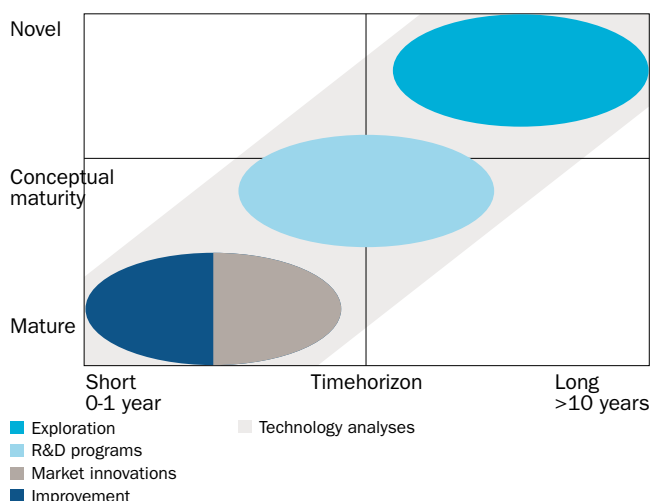 Novel
Conceptual
maturity
Mature
Short
0-1 year
Timehorizon
Long
>10 years
Exploration
R&D programs
Market innovations
Improvement
Technology analyses